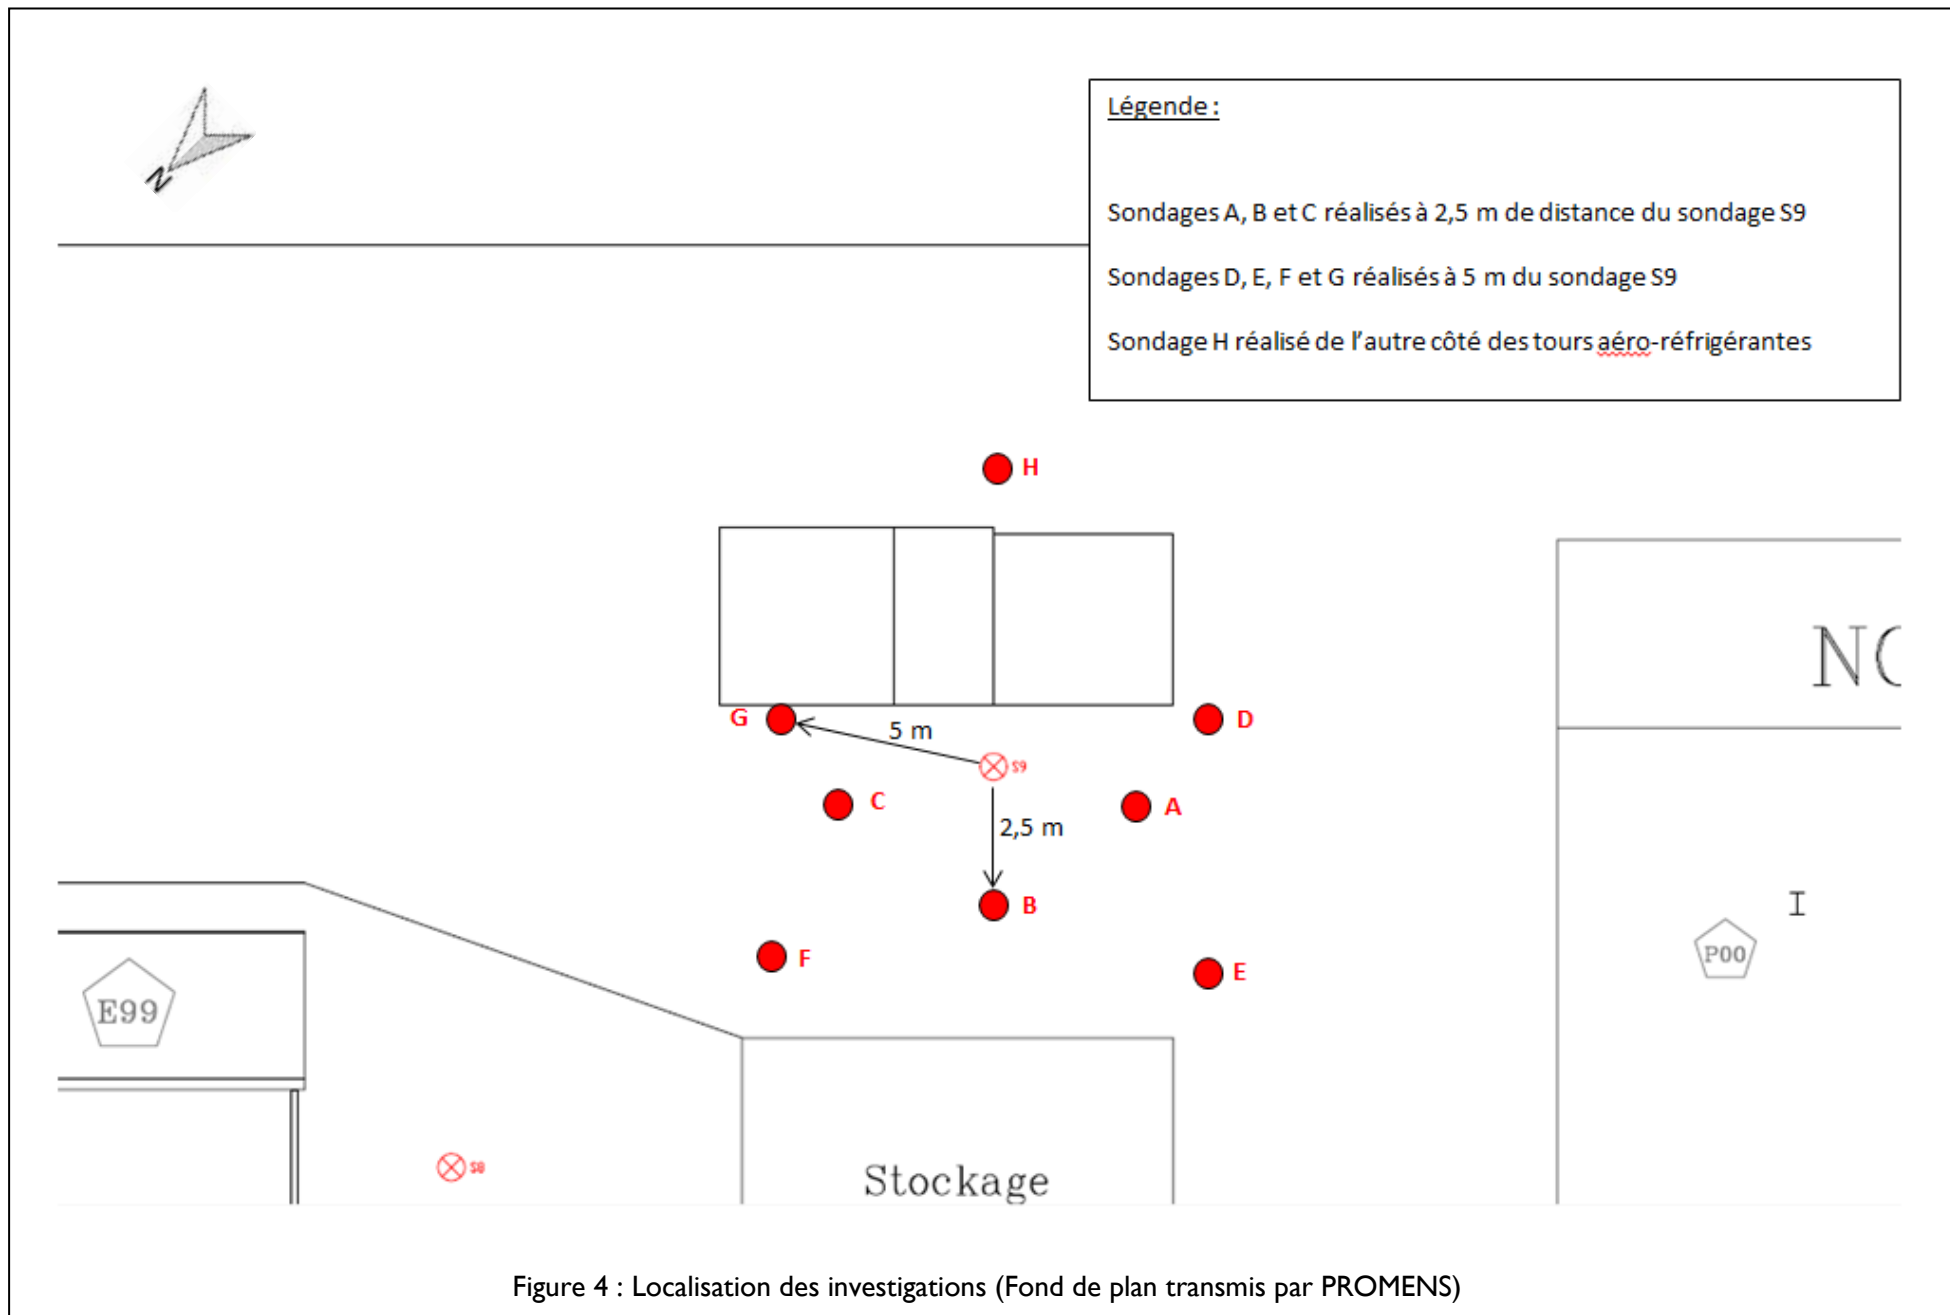 N
Légende :
Sondages A, B et C réalisés à 2,5 m de distance du sondage S9
Sondages D, E, F et G réalisés à 5 m du sondage S9
Sondage H réalisé de l'autre côté des tours aéro-réfrigérantes
H
NC
G
5 m
D
S9
C
A
2,5 m
B
I
F
P00
E
E99
S8
Stockage
Figure 4 : Localisation des investigations (Fond de plan transmis par PROMENS)